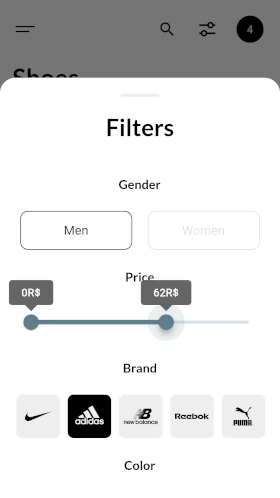 4
Shoes
Filters
Gender
Men Women
Price
0R$ 62R$
Brand
adidas new balance Reebok PUMA
Color